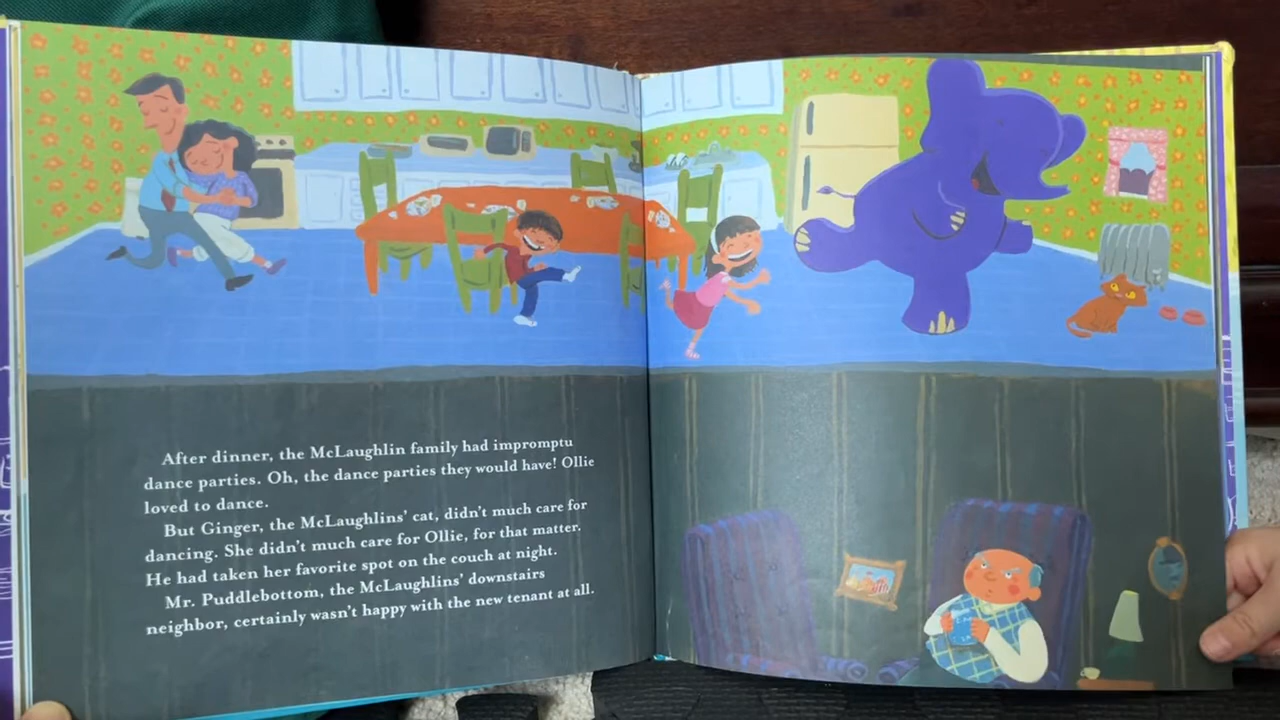 After dinner, the McLaughlin family had impromptu
dance parties. Oh, the dance parties they would have! Ollie
loved to dance.
But Ginger, the McLaughlins’ cat, didn’t much care for
dancing. She didn’t much care for Ollie, for that matter.
He had taken her favorite spot on the couch at night.
Mr. Puddlebottom, the McLaughlins’ downstairs
neighbor, certainly wasn’t happy with the new tenant at all.